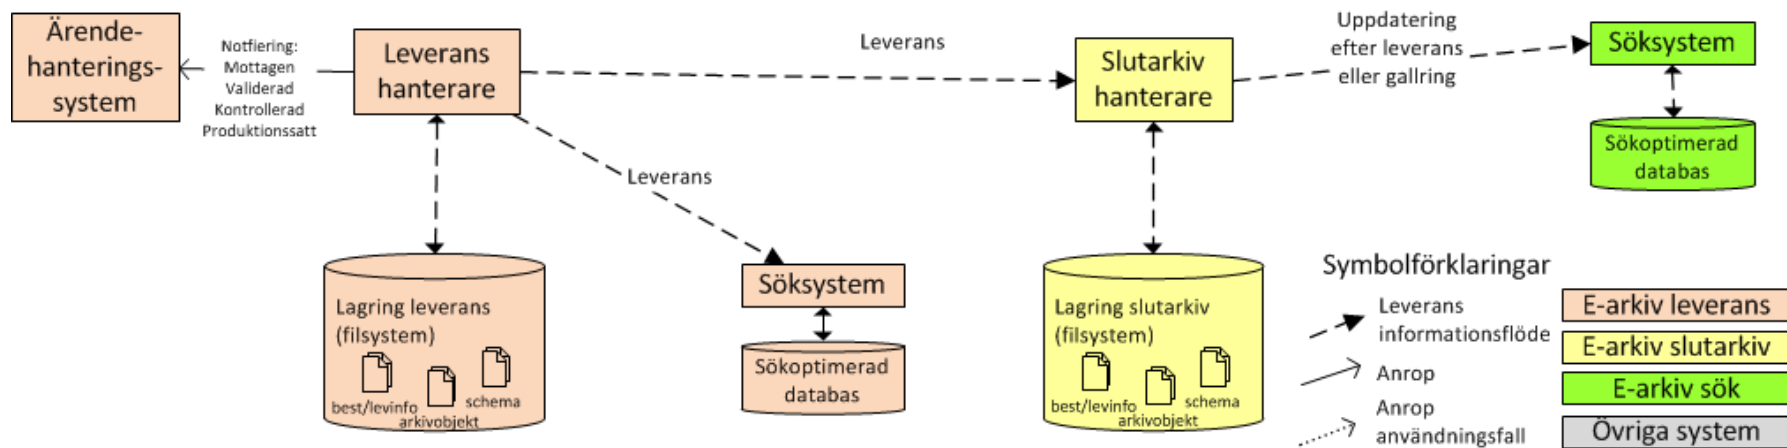 Ärende-
hanterings-
system
Notfiering:
Mottagen
Validerad
Kontrollerad
Produktionssatt
Leverans
hanterare
Leverans
Slutarkiv
hanterare
Uppdatering
efter leverans
eller gallring
Söksystem
Sökoptimerad
databas
Leverans
Lagring leverans
(filsystem)
best/levinfo
arkivobjekt
schema
Söksystem
Sökoptimerad
databas
Lagring slutarkiv
(filsystem)
best/levinfo
arkivobjekt
schema
Symbolförklaringar
Leverans
informationsflöde
Anrop
Anrop
användningsfall
E-arkiv leverans
E-arkiv slutarkiv
E-arkiv sök
Övriga system